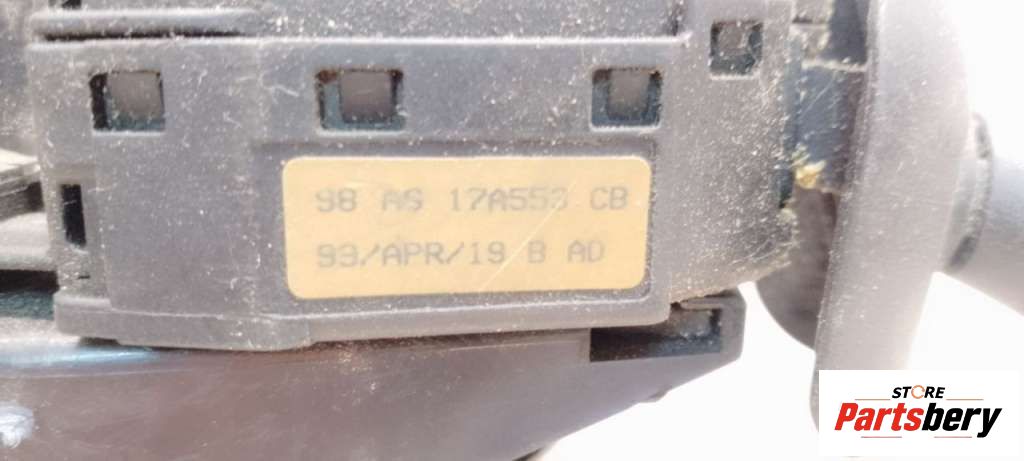 98 AG 17A553 CB
99/APR/19 B AD
STORE
Partsbery